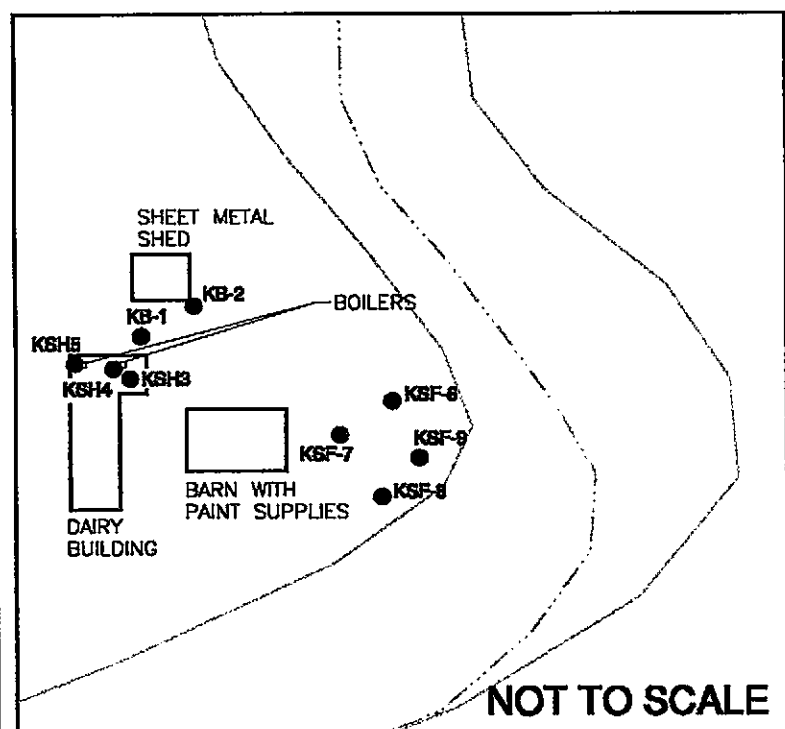 SHEET METAL
SHED
KB-2
BOILERS
KB-1
KSH5
KSH4
KSH3
KSF-6
KSF-7
KSF-9
KSF-8
BARN WITH
PAINT SUPPLIES
DAIRY
BUILDING
NOT TO SCALE